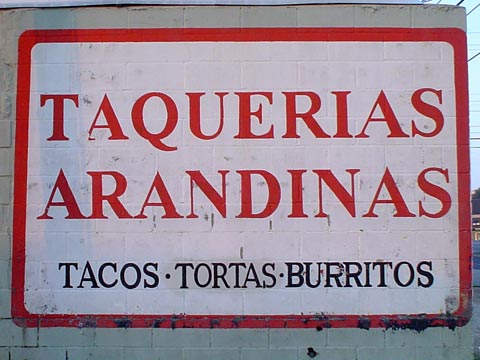 TAQUERIAS
ARANDINAS
TACOS · TORTAS · BURRITOS